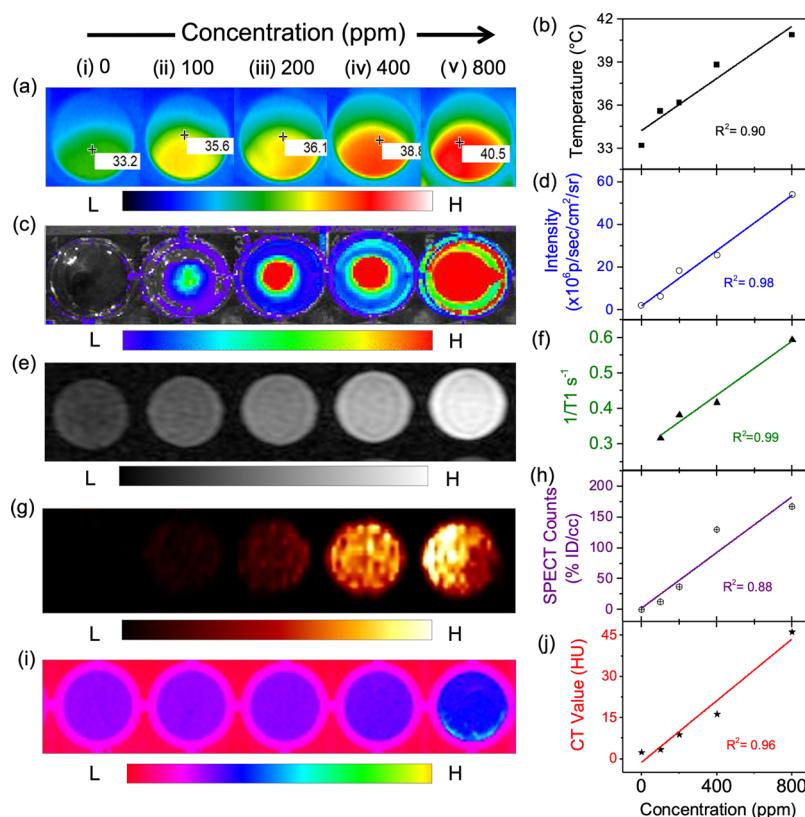 Concentration (ppm)
(i) 0 (ii) 100 (iii) 200 (iv) 400 (v) 800
(a)
33.2 35.6 36.1 38.8 40.5
L H
(c)
L H
(e)
L H
(g)
L H
(i)
L H
(b)
Temperature (°C)
42
39
36
33
R²= 0.90
(d)
Intensity
(x10⁶p/sec/cm²/sr)
60
40
20
0
R²= 0.98
(f)
1/T1 s⁻¹
0.6
0.5
0.4
0.3
R²=0.99
(h)
SPECT Counts
(% ID/cc)
200
150
100
50
0
R²= 0.88
(j)
CT Value (HU)
45
30
15
0
R²= 0.96
0 400 800
Concentration (ppm)